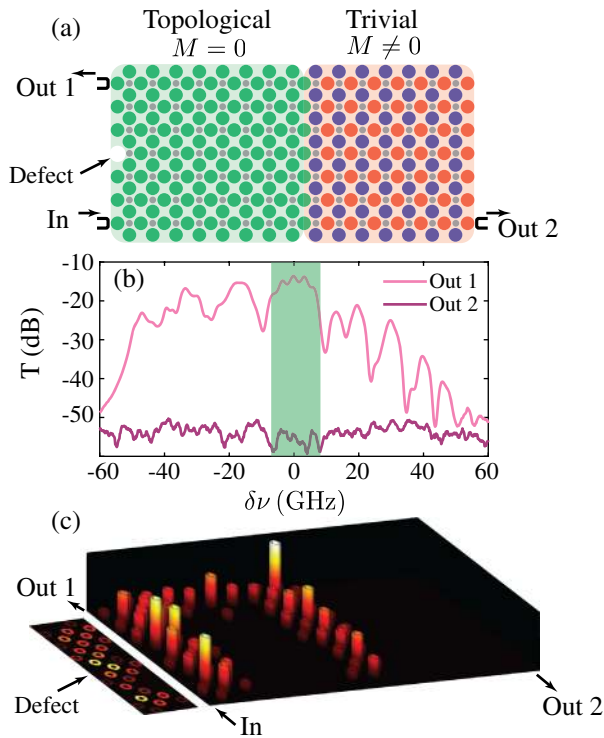 (a) Topological Trivial
M = 0 M ≠ 0
Out 1
Defect
In
Out 2
(b)
Out 1
Out 2
T (dB)
-10
-20
-30
-40
-50
-60 -40 -20 0 20 40 60
δν (GHz)
(c)
Out 1
Defect
In
Out 2